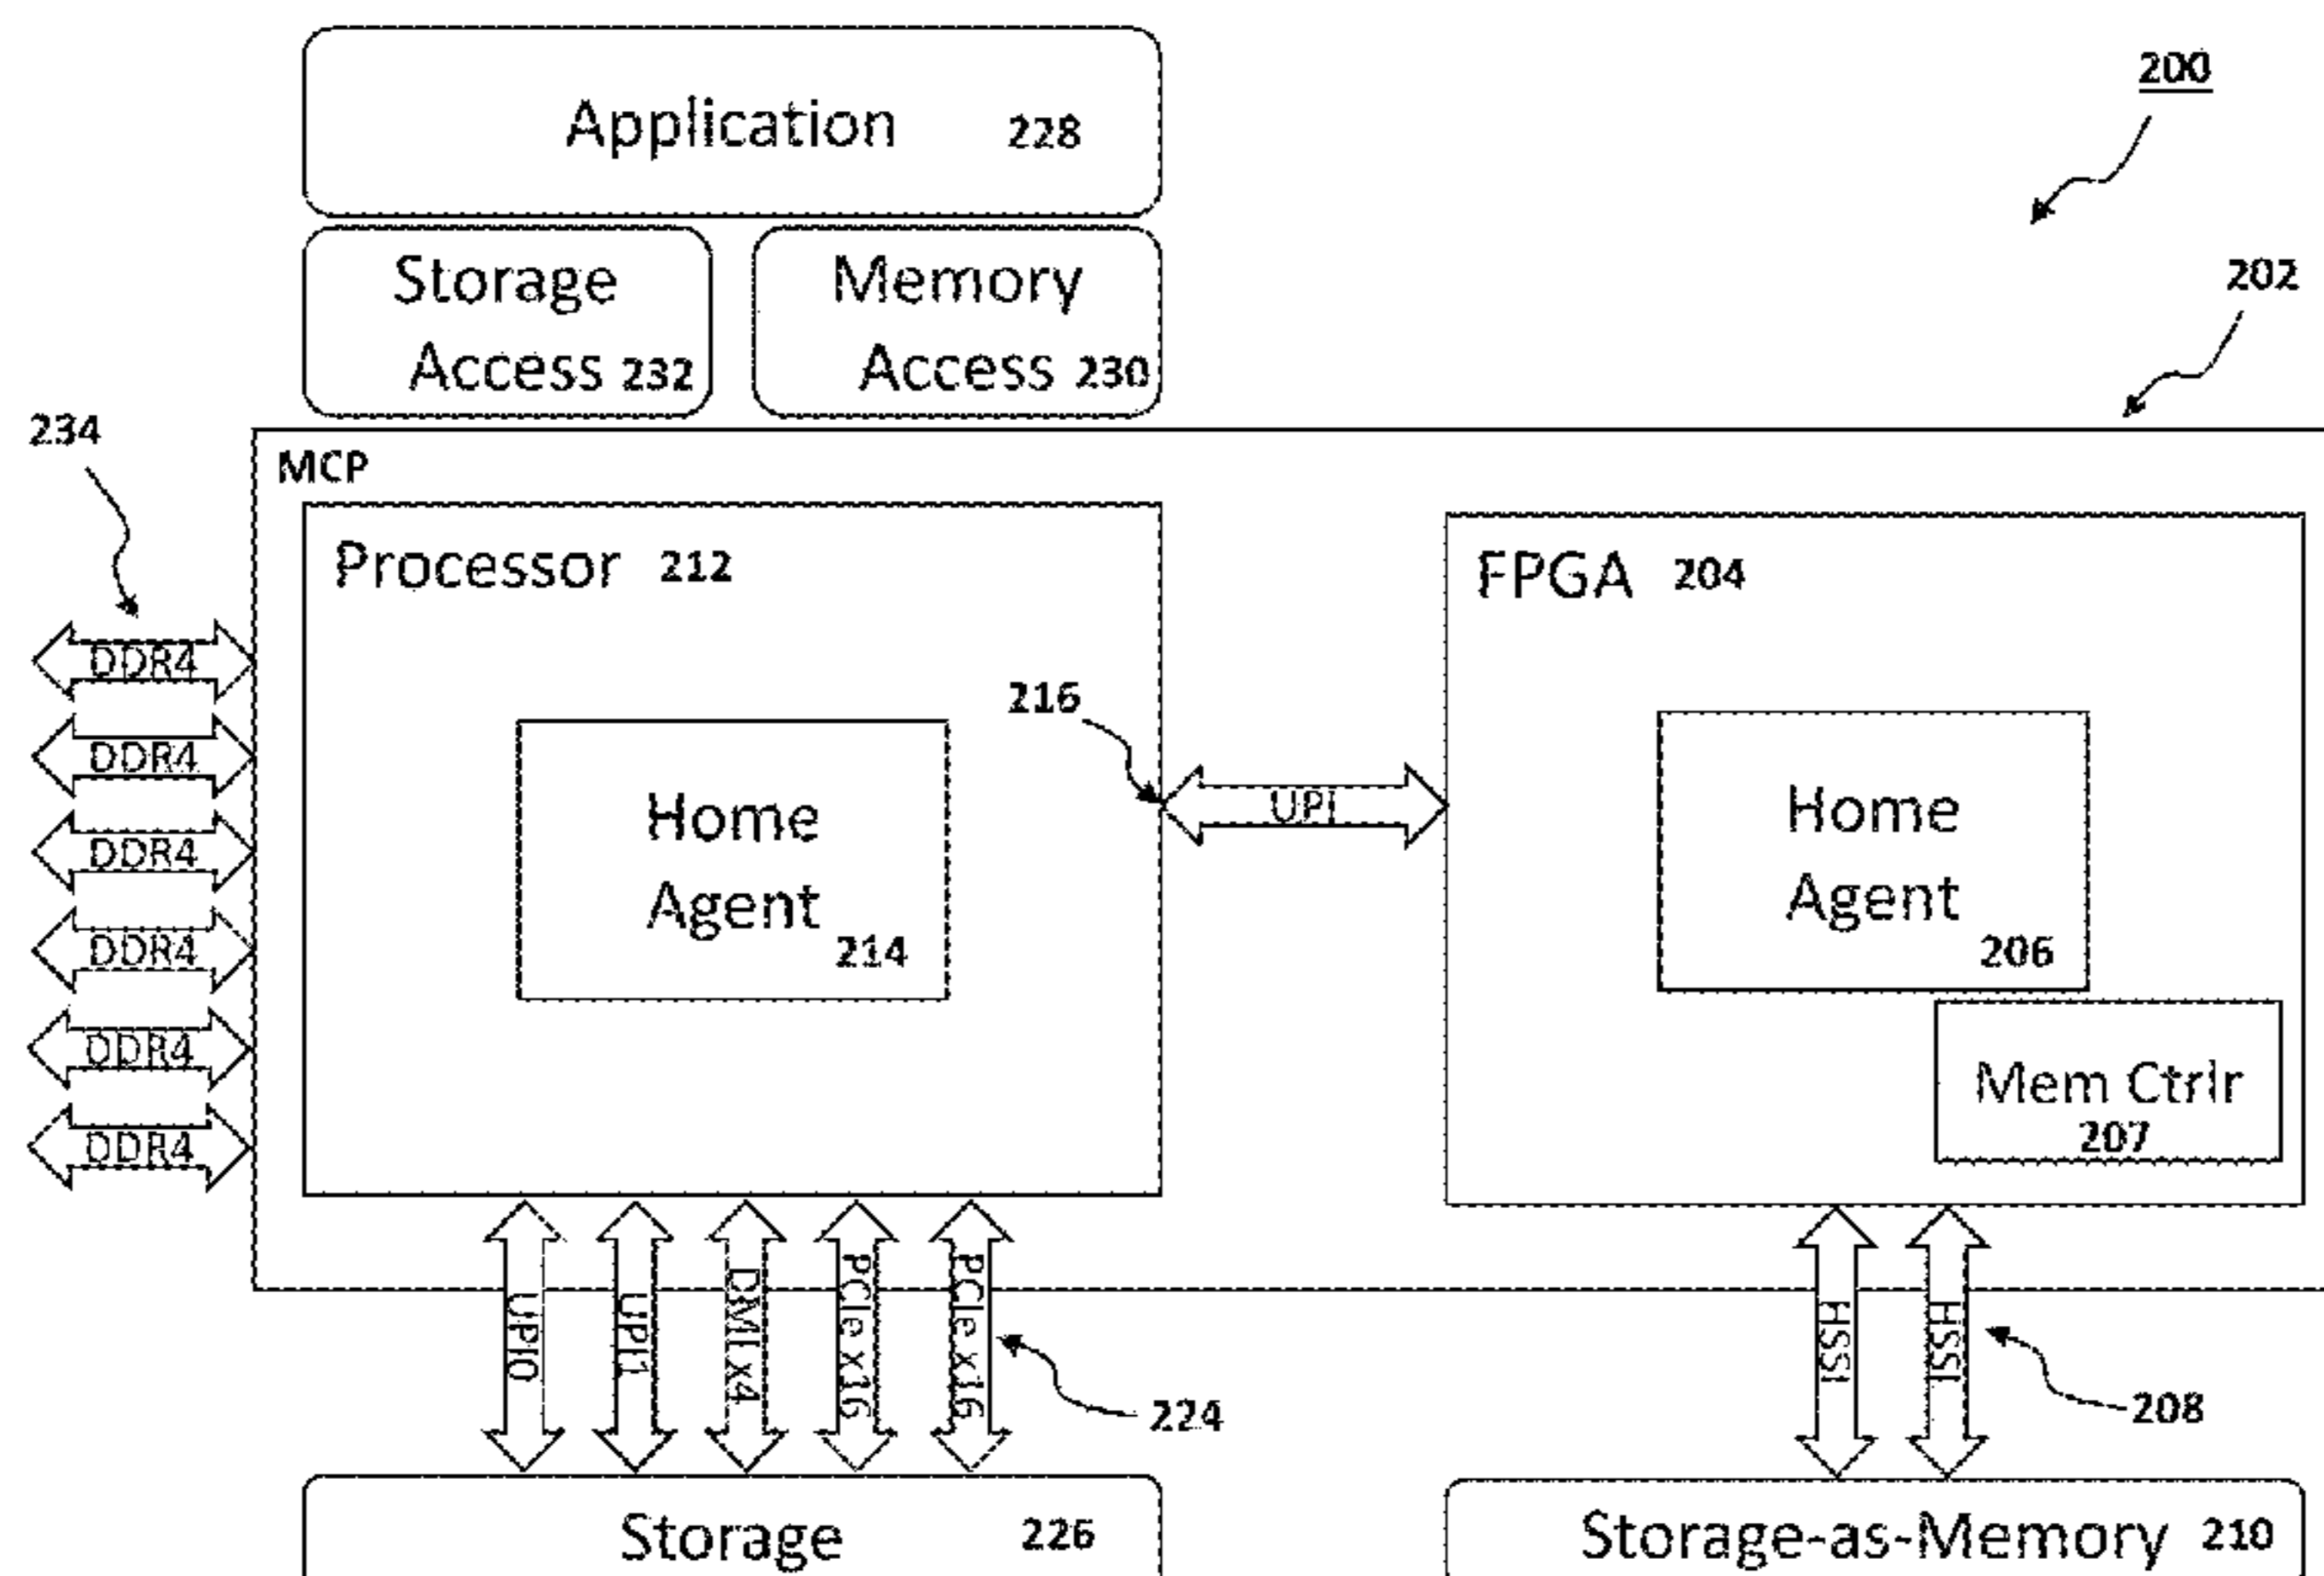 Application 228
200
Storage
Access 232
Memory
Access 230
202
234
MCP
Processor 212
FPGA 204
DDR4
DDR4
DDR4
DDR4
DDR4
DDR4
216
UPI
Home
Agent
214
Home
Agent
206
Mem Ctrlr
207
UPI0
UPI1
DMI x4
PCIe x16
PCIe x16
224
HSSI
HSSI
208
Storage 226
Storage-as-Memory 210